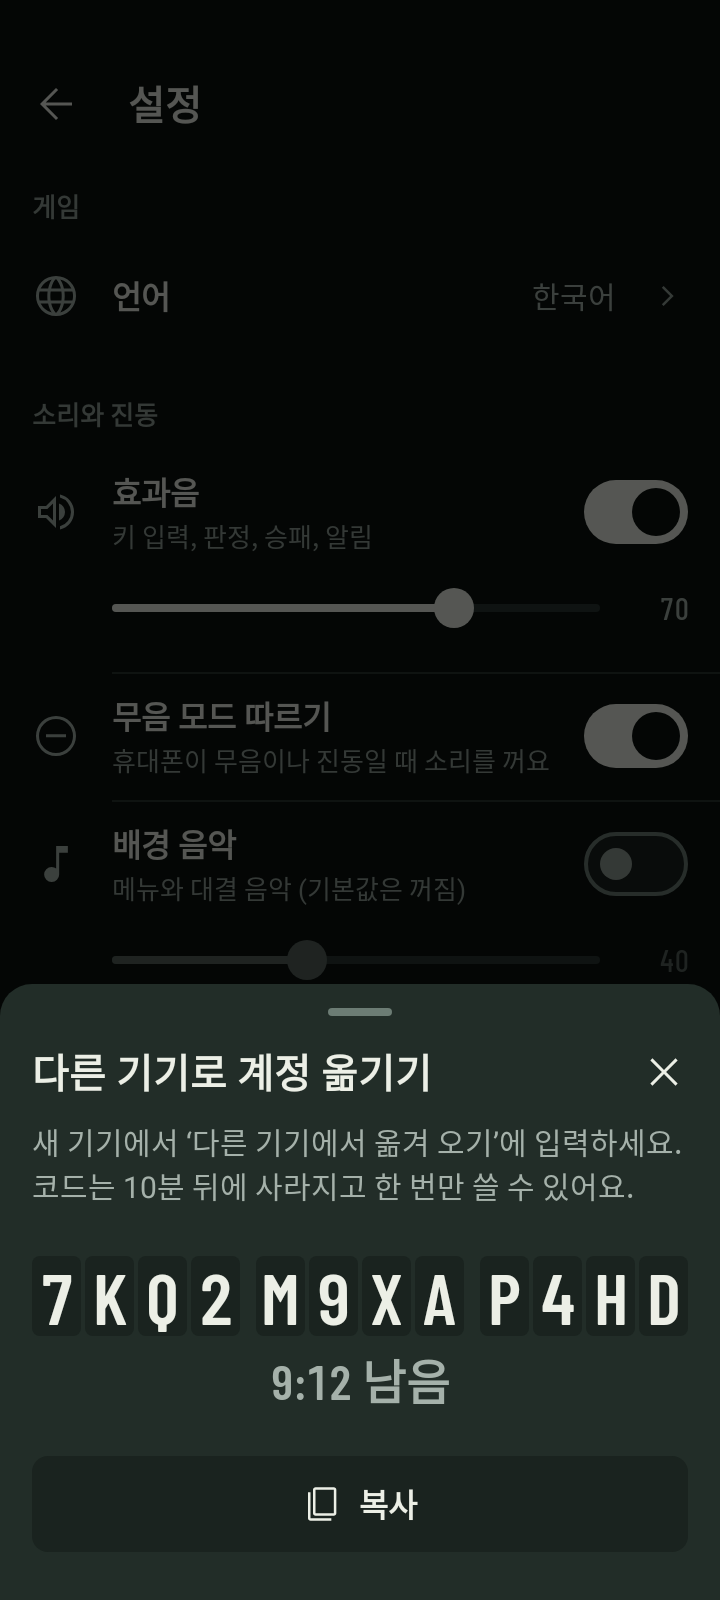 설정
게임
언어 한국어
소리와 진동
효과음
키 입력, 판정, 승패, 알림
70
무음 모드 따르기
휴대폰이 무음이나 진동일 때 소리를 꺼요
배경 음악
메뉴와 대결 음악 (기본값은 꺼짐)
40
다른 기기로 계정 옮기기
새 기기에서 ‘다른 기기에서 옮겨 오기’에 입력하세요.
코드는 10분 뒤에 사라지고 한 번만 쓸 수 있어요.
7KQ2 M9XA P4HD
9:12 남음
복사